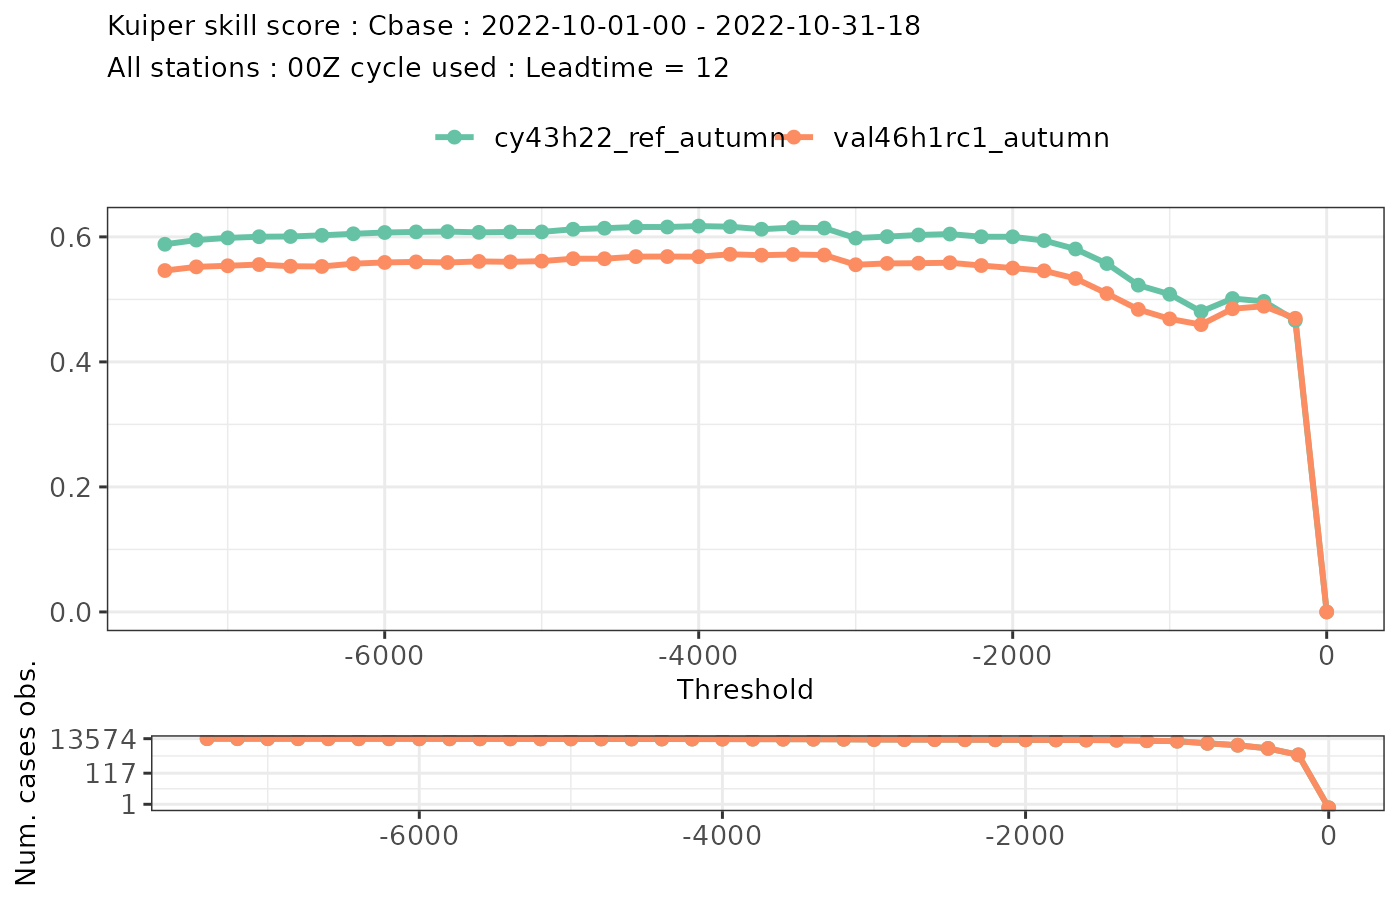 Kuiper skill score : Cbase : 2022-10-01-00 - 2022-10-31-18
All stations : 00Z cycle used : Leadtime = 12
cy43h22_ref_autumn val46h1rc1_autumn
0.6
0.4
0.2
0.0
-6000 -4000 -2000 0
Threshold
Num. cases obs.
13574
117
1
-6000 -4000 -2000 0